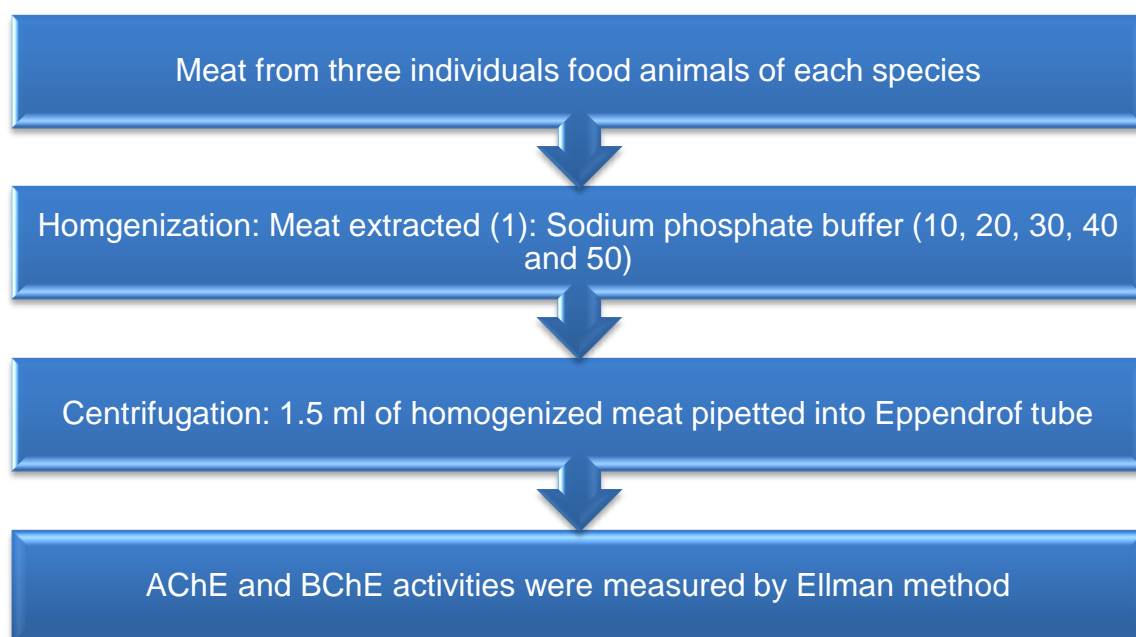 Meat from three individuals food animals of each species
Homgenization: Meat extracted (1): Sodium phosphate buffer (10, 20, 30, 40
and 50)
Centrifugation: 1.5 ml of homogenized meat pipetted into Eppendrof tube
AChE and BChE activities were measured by Ellman method